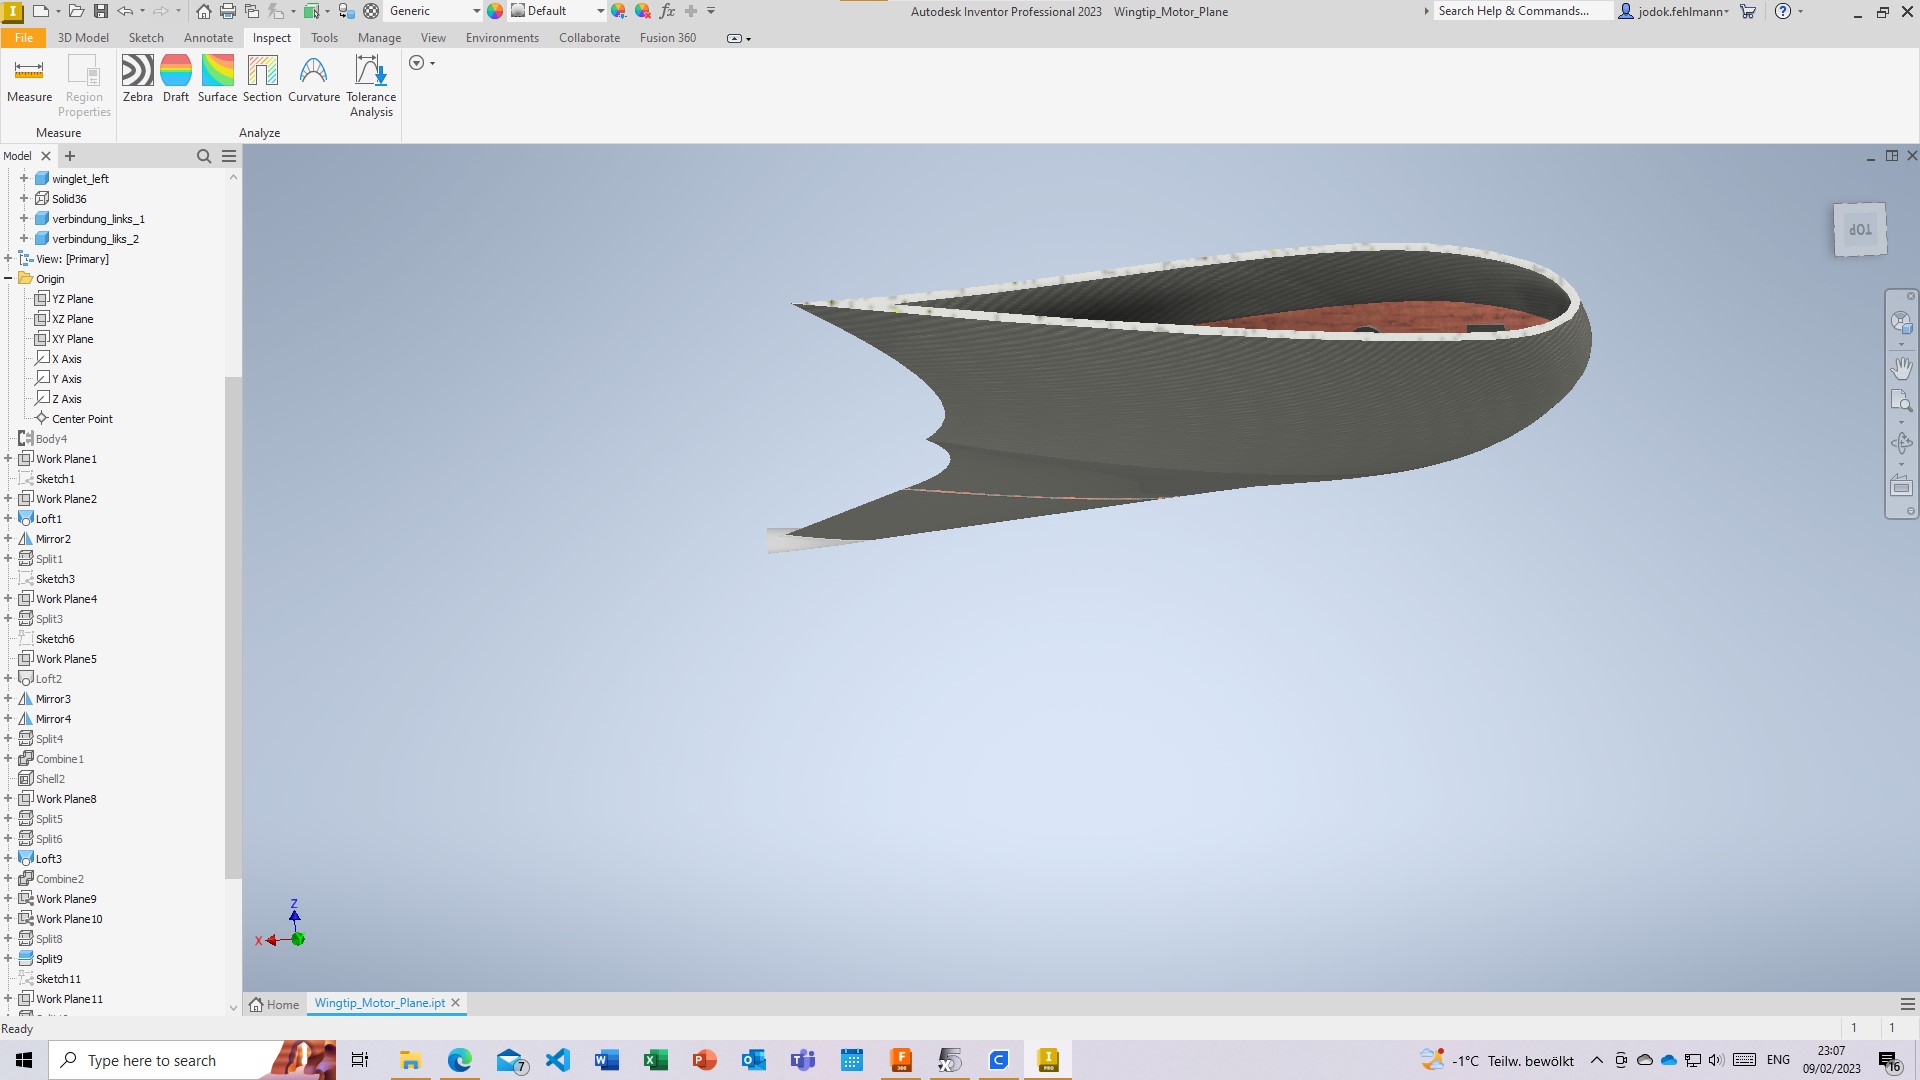 Generic
Default
Autodesk Inventor Professional 2023 Wingtip_Motor_Plane
Search Help & Commands...
jodok.fehlmann
File 3D Model Sketch Annotate Inspect Tools Manage View Environments Collaborate Fusion 360
Measure
Region
Properties
Zebra Draft Surface Section Curvature Tolerance
Analysis
Measure
Analyze
Model
winglet_left
Solid36
verbindung_links_1
verbindung_liks_2
View: [Primary]
Origin
YZ Plane
XZ Plane
XY Plane
X Axis
Y Axis
Z Axis
Center Point
Body4
Work Plane1
Sketch1
Work Plane2
Loft1
Mirror2
Split1
Sketch3
Work Plane4
Split3
Sketch6
Work Plane5
Loft2
Mirror3
Mirror4
Split4
Combine1
Shell2
Work Plane8
Split5
Split6
Loft3
Combine2
Work Plane9
Work Plane10
Split8
Split9
Sketch11
Work Plane11
TOP
Z
X
Home Wingtip_Motor_Plane.ipt
Ready
1 1
Type here to search
7
-1°C Teilw. bewölkt
ENG
23:07
09/02/2023
16